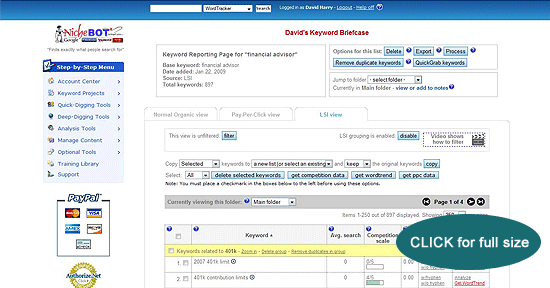 WordTracker
Search
Logged in as David Harry - Logout - Help off
NicheBOT
"Finds exactly what people search for"
David's Keyword Briefcase
Step-by-Step Menu
Account Center
Keyword Projects
Quick-Digging Tools
Deep-Digging Tools
Analysis Tools
Manage Content
Optional Tools
Training Library
Support
PayPal
VISA
Authorize.Net
Click
Keyword Reporting Page for "financial advisor"
Base keyword: financial advisor
Date added: Jan 22, 2009
Source: LSI
Total keywords: 897
Options for this list: Delete Export Process
Remove duplicate keywords QuickGrab keywords
Jump to folder - select folder -
Currently in Main folder - view or add to notes
Normal Organic view
Pay-Per-Click view
LSI view
This view is unfiltered. filter
LSI grouping is enabled: disable
Video shows
how to filter
Copy Selected keywords to a new list (or select an existing and keep the original keywords copy
Select: All delete selected keywords get competition data get wordtrend get ppc data
Note: You must place a checkmark in the boxes below to the left before using these options.
Currently viewing this folder: Main folder
Page 1 of 4
Items 1-250 out of 897 displayed. Showing
Keyword
Avg. search
Competition
scale
Keywords related to 401k - Zoom in - Delete group - Remove duplicates in group
1. 2007 401k limit 0 0/5
w/o hyphen
2. 401k contribution limits 0 4/5
w/hyphen
w/o hyphen
Analyze
Get WordTrend
CLICK for full size